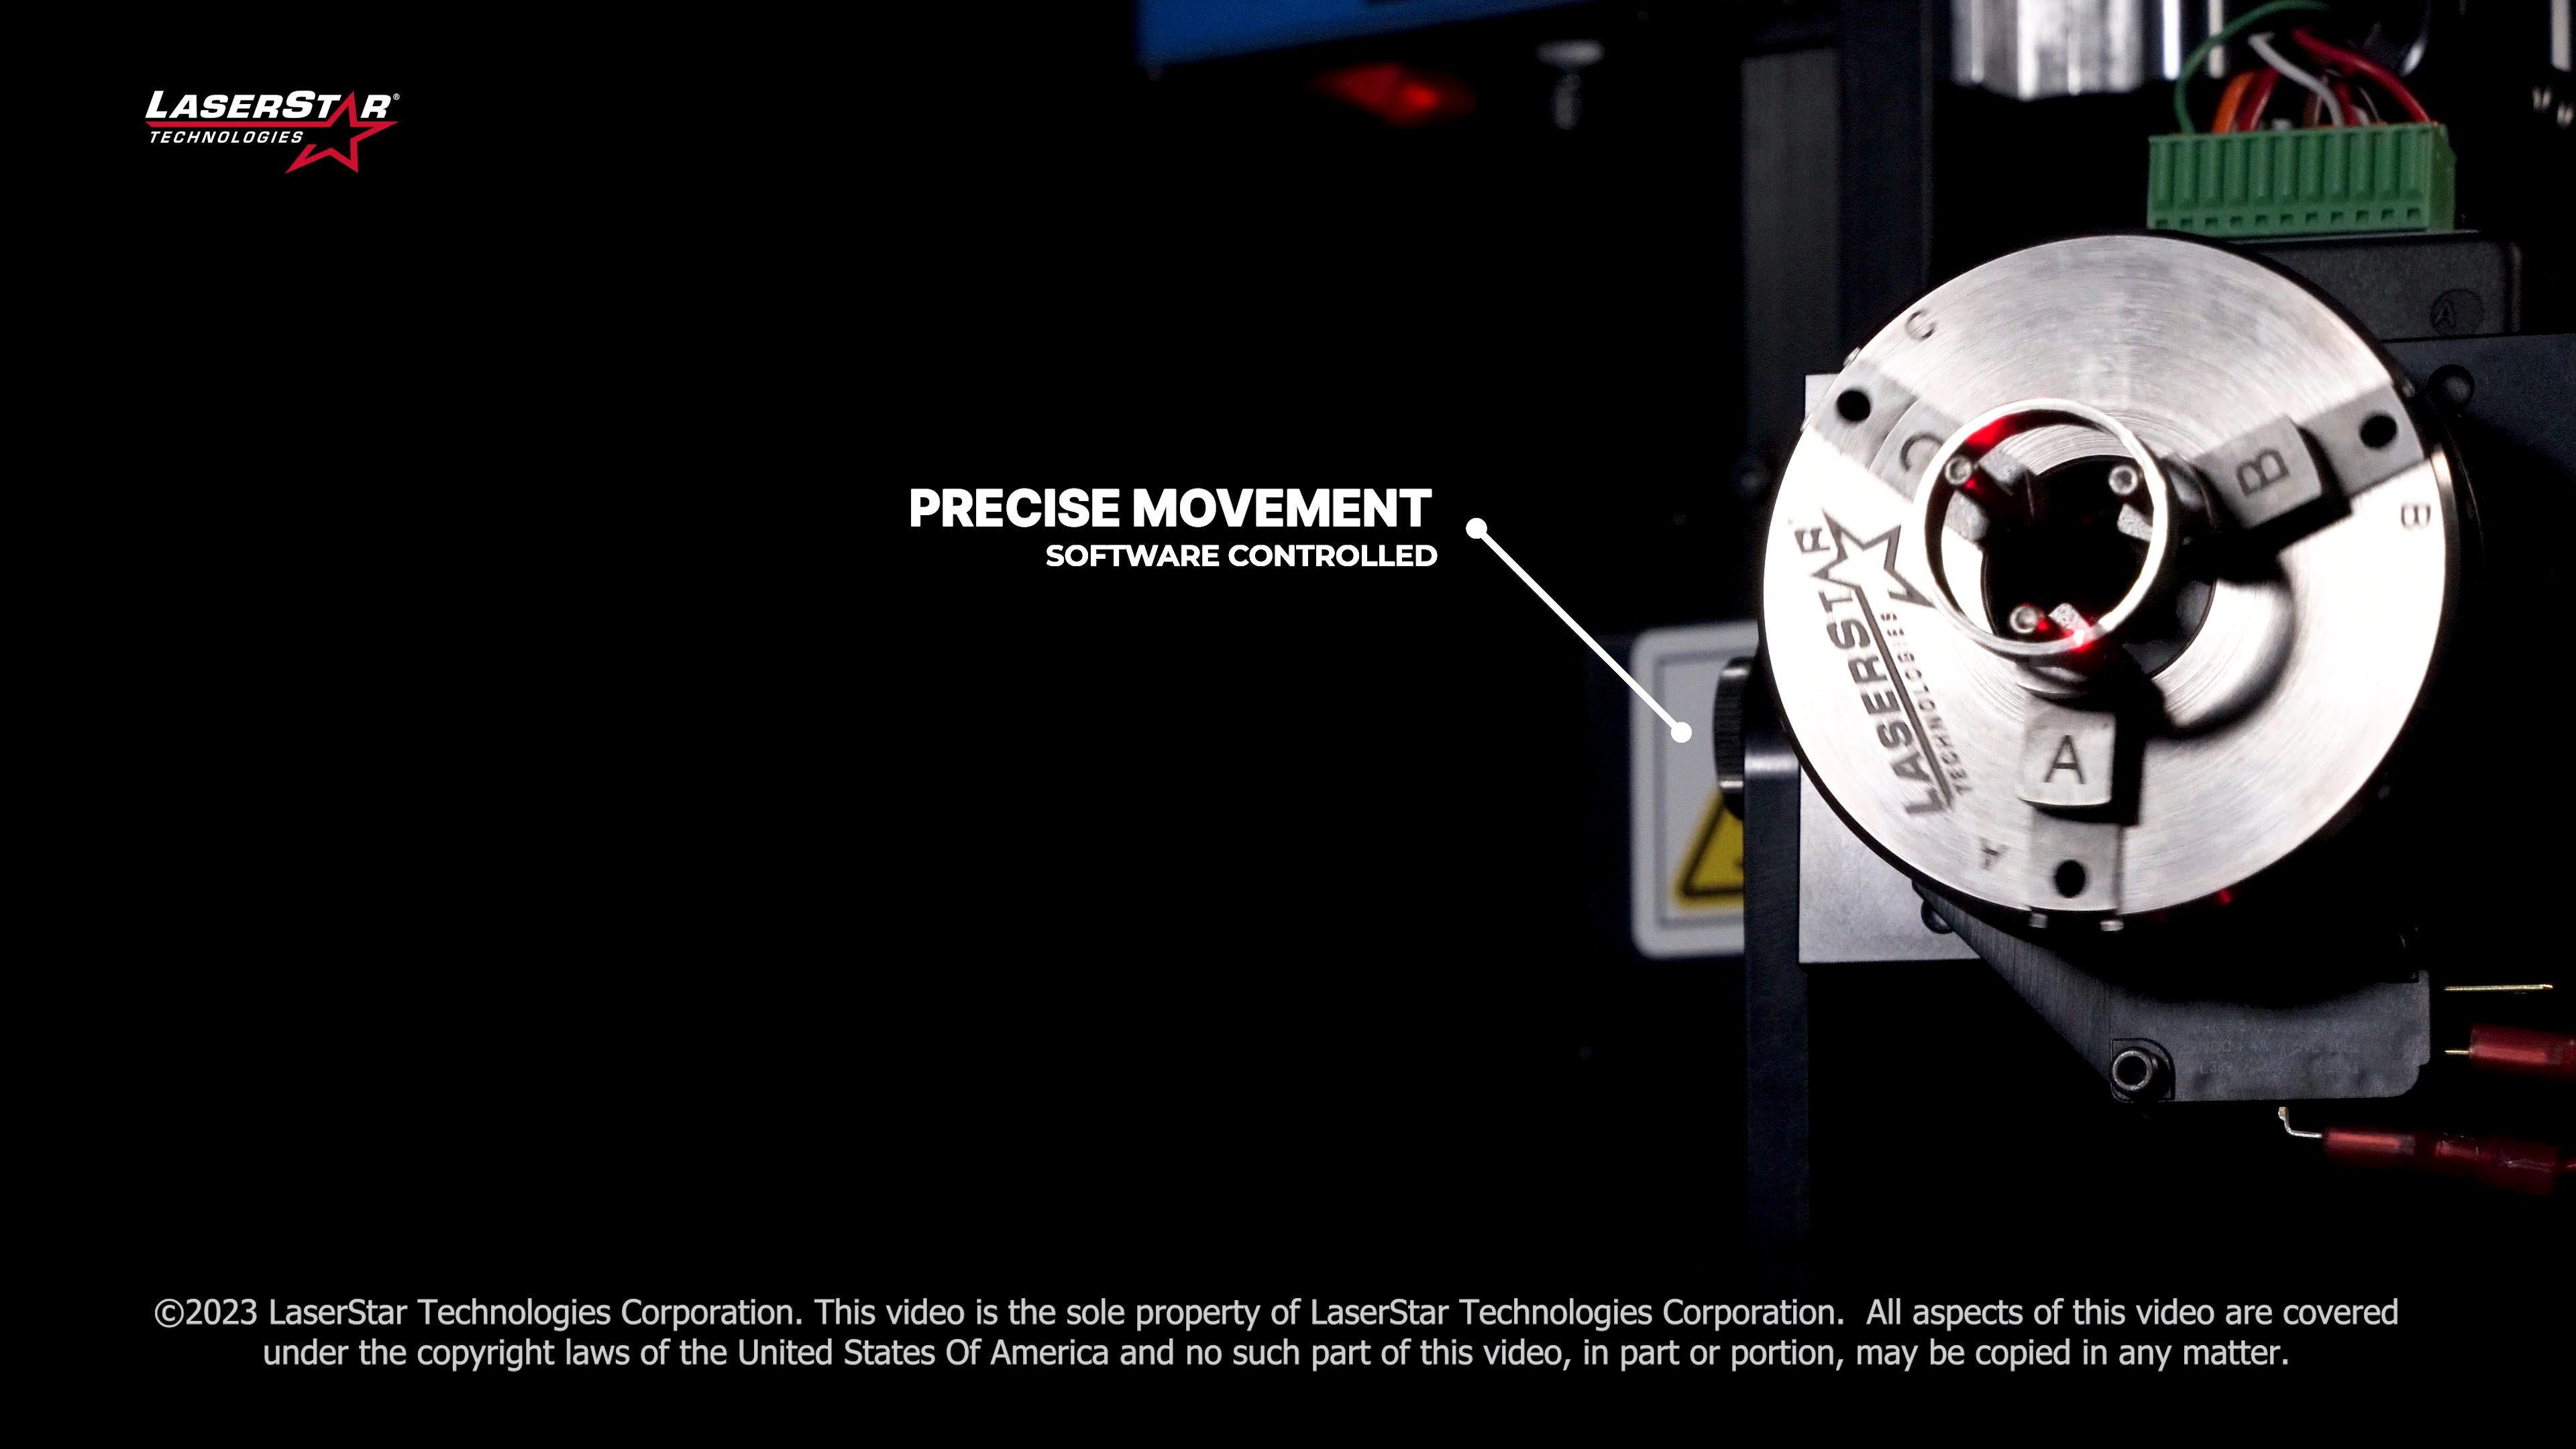 LASERSTAR®
TECHNOLOGIES
PRECISE MOVEMENT
SOFTWARE CONTROLLED
C
C
B
B
LASERSTAR
TECHNOLOGIES
A
A
A
©2023 LaserStar Technologies Corporation. This video is the sole property of LaserStar Technologies Corporation.  All aspects of this video are covered
under the copyright laws of the United States Of America and no such part of this video, in part or portion, may be copied in any matter.